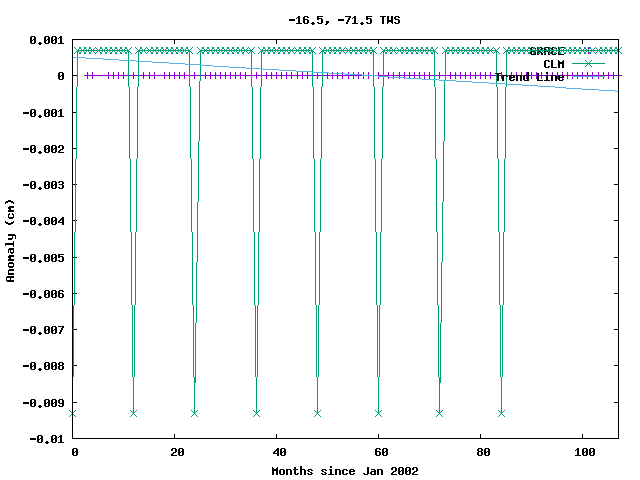 -16.5, -71.5 TWS
0.001
0
-0.001
-0.002
-0.003
-0.004
-0.005
-0.006
-0.007
-0.008
-0.009
-0.01
Anomaly (cm)
GRACE
CLM
Trend Line
0 20 40 60 80 100
Months since Jan 2002